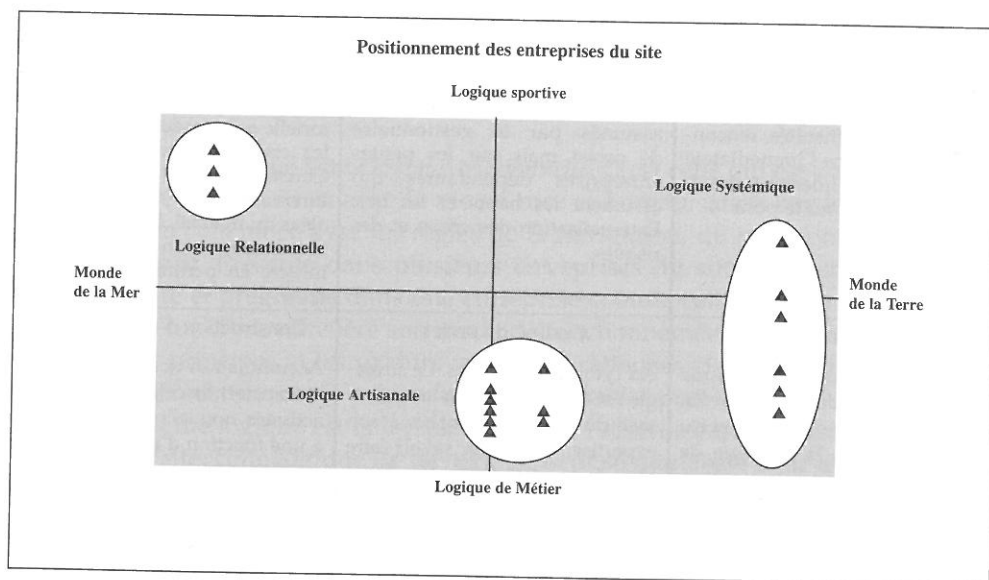 Positionnement des entreprises du site
Logique sportive
Logique Systémique
Logique Relationnelle
Monde
de la Mer
Monde
de la Terre
Logique Artisanale
Logique de Métier